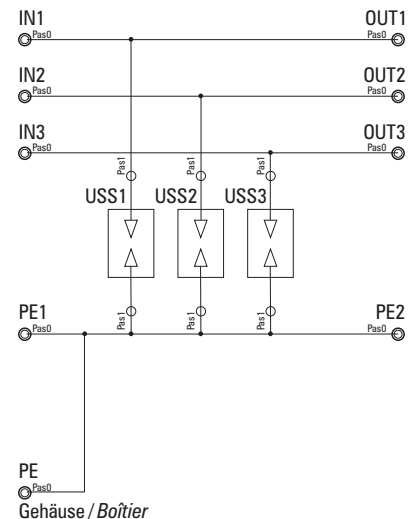 IN1 OUT1
Pas0 Pas0
IN2 OUT2
Pas0 Pas0
IN3 OUT3
Pas0 Pas0
Pas1 Pas1 Pas1
USS1 USS2 USS3
Pas1 Pas1 Pas1
PE1 PE2
Pas0 Pas0
PE
Pas0
Gehäuse / Boîtier